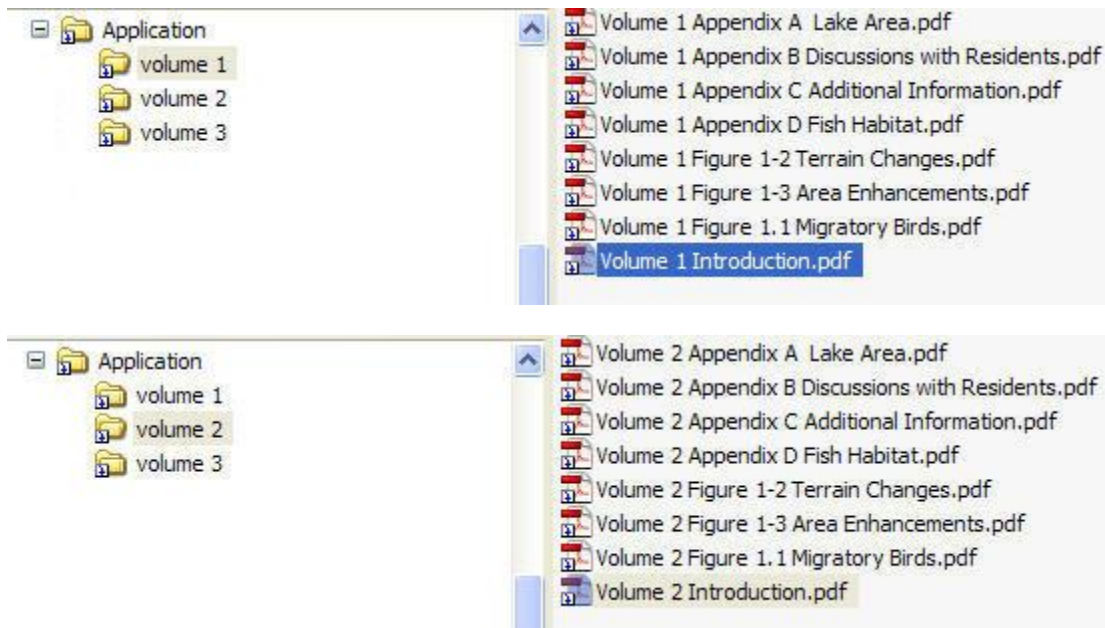 Application
volume 1
volume 2
volume 3
Volume 1 Appendix A  Lake Area.pdf
Volume 1 Appendix B Discussions with Residents.pdf
Volume 1 Appendix C Additional Information.pdf
Volume 1 Appendix D Fish Habitat.pdf
Volume 1 Figure 1-2 Terrain Changes.pdf
Volume 1 Figure 1-3 Area Enhancements.pdf
Volume 1 Figure 1.1 Migratory Birds.pdf
Volume 1 Introduction.pdf
Application
volume 1
volume 2
volume 3
Volume 2 Appendix A  Lake Area.pdf
Volume 2 Appendix B Discussions with Residents.pdf
Volume 2 Appendix C Additional Information.pdf
Volume 2 Appendix D Fish Habitat.pdf
Volume 2 Figure 1-2 Terrain Changes.pdf
Volume 2 Figure 1-3 Area Enhancements.pdf
Volume 2 Figure 1.1 Migratory Birds.pdf
Volume 2 Introduction.pdf